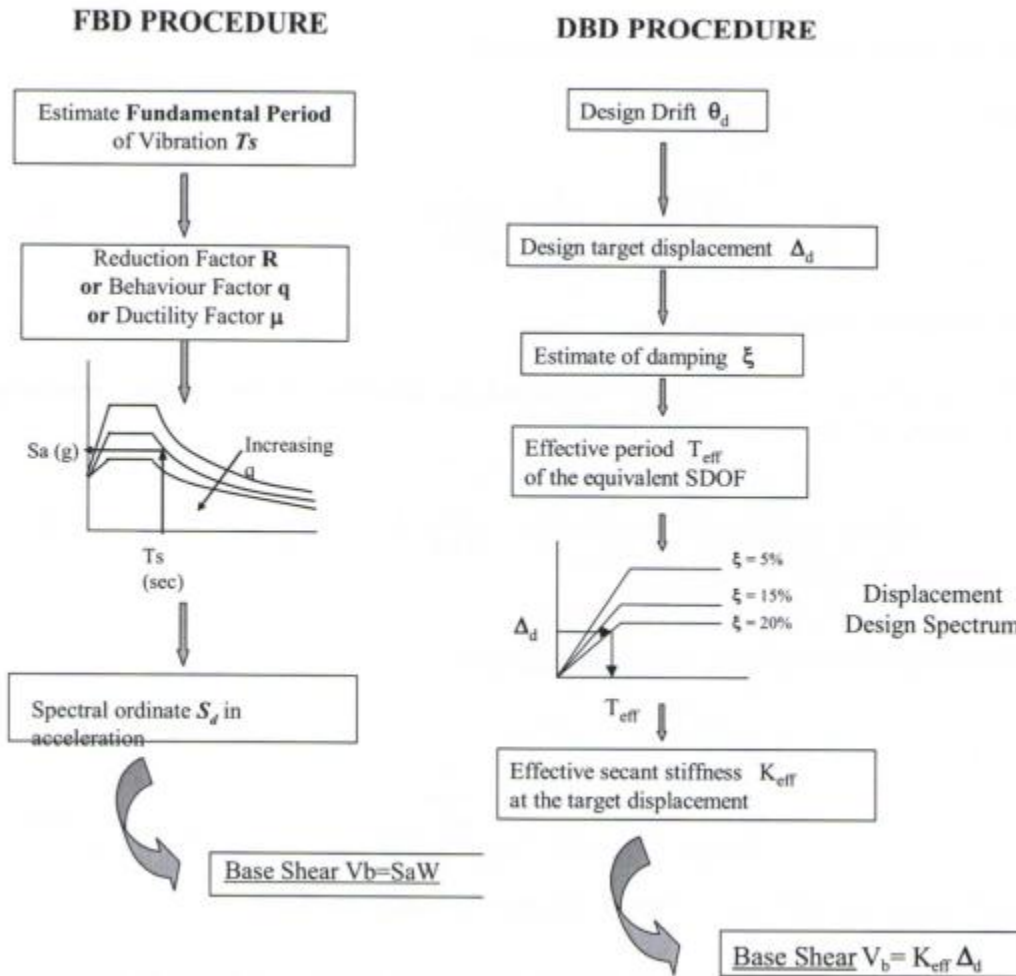 FBD PROCEDURE
Estimate Fundamental Period
of Vibration Ts
Reduction Factor R
or Behaviour Factor q
or Ductility Factor μ
Sa (g)
Increasing
q
Ts
(sec)
Spectral ordinate Sd in
acceleration
Base Shear Vb=SaW
DBD PROCEDURE
Design Drift θd
Design target displacement Δd
Estimate of damping ξ
Effective period Teff
of the equivalent SDOF
ξ = 5%
ξ = 15%
ξ = 20%
Δd
Teff
Displacement
Design Spectrum
Effective secant stiffness Keff
at the target displacement
Base Shear Vb= Keff Δd